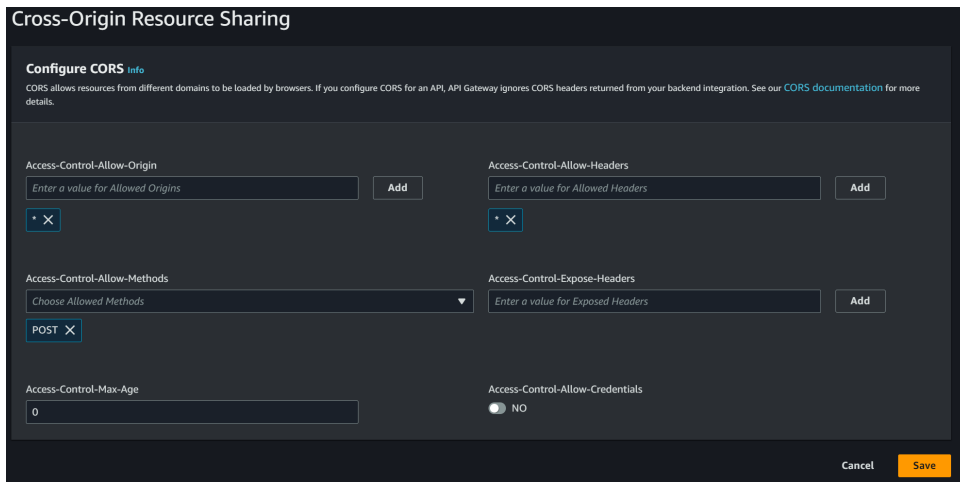 Cross-Origin Resource Sharing
Configure CORS Info
CORS allows resources from different domains to be loaded by browsers. If you configure CORS for an API, API Gateway ignores CORS headers returned from your backend integration. See our CORS documentation for more
details.
Access-Control-Allow-Origin
Enter a value for Allowed Origins
Add
*
Access-Control-Allow-Headers
Enter a value for Allowed Headers
Add
*
Access-Control-Allow-Methods
Choose Allowed Methods
POST
Access-Control-Expose-Headers
Enter a value for Exposed Headers
Add
Access-Control-Max-Age
0
Access-Control-Allow-Credentials
NO
Cancel
Save